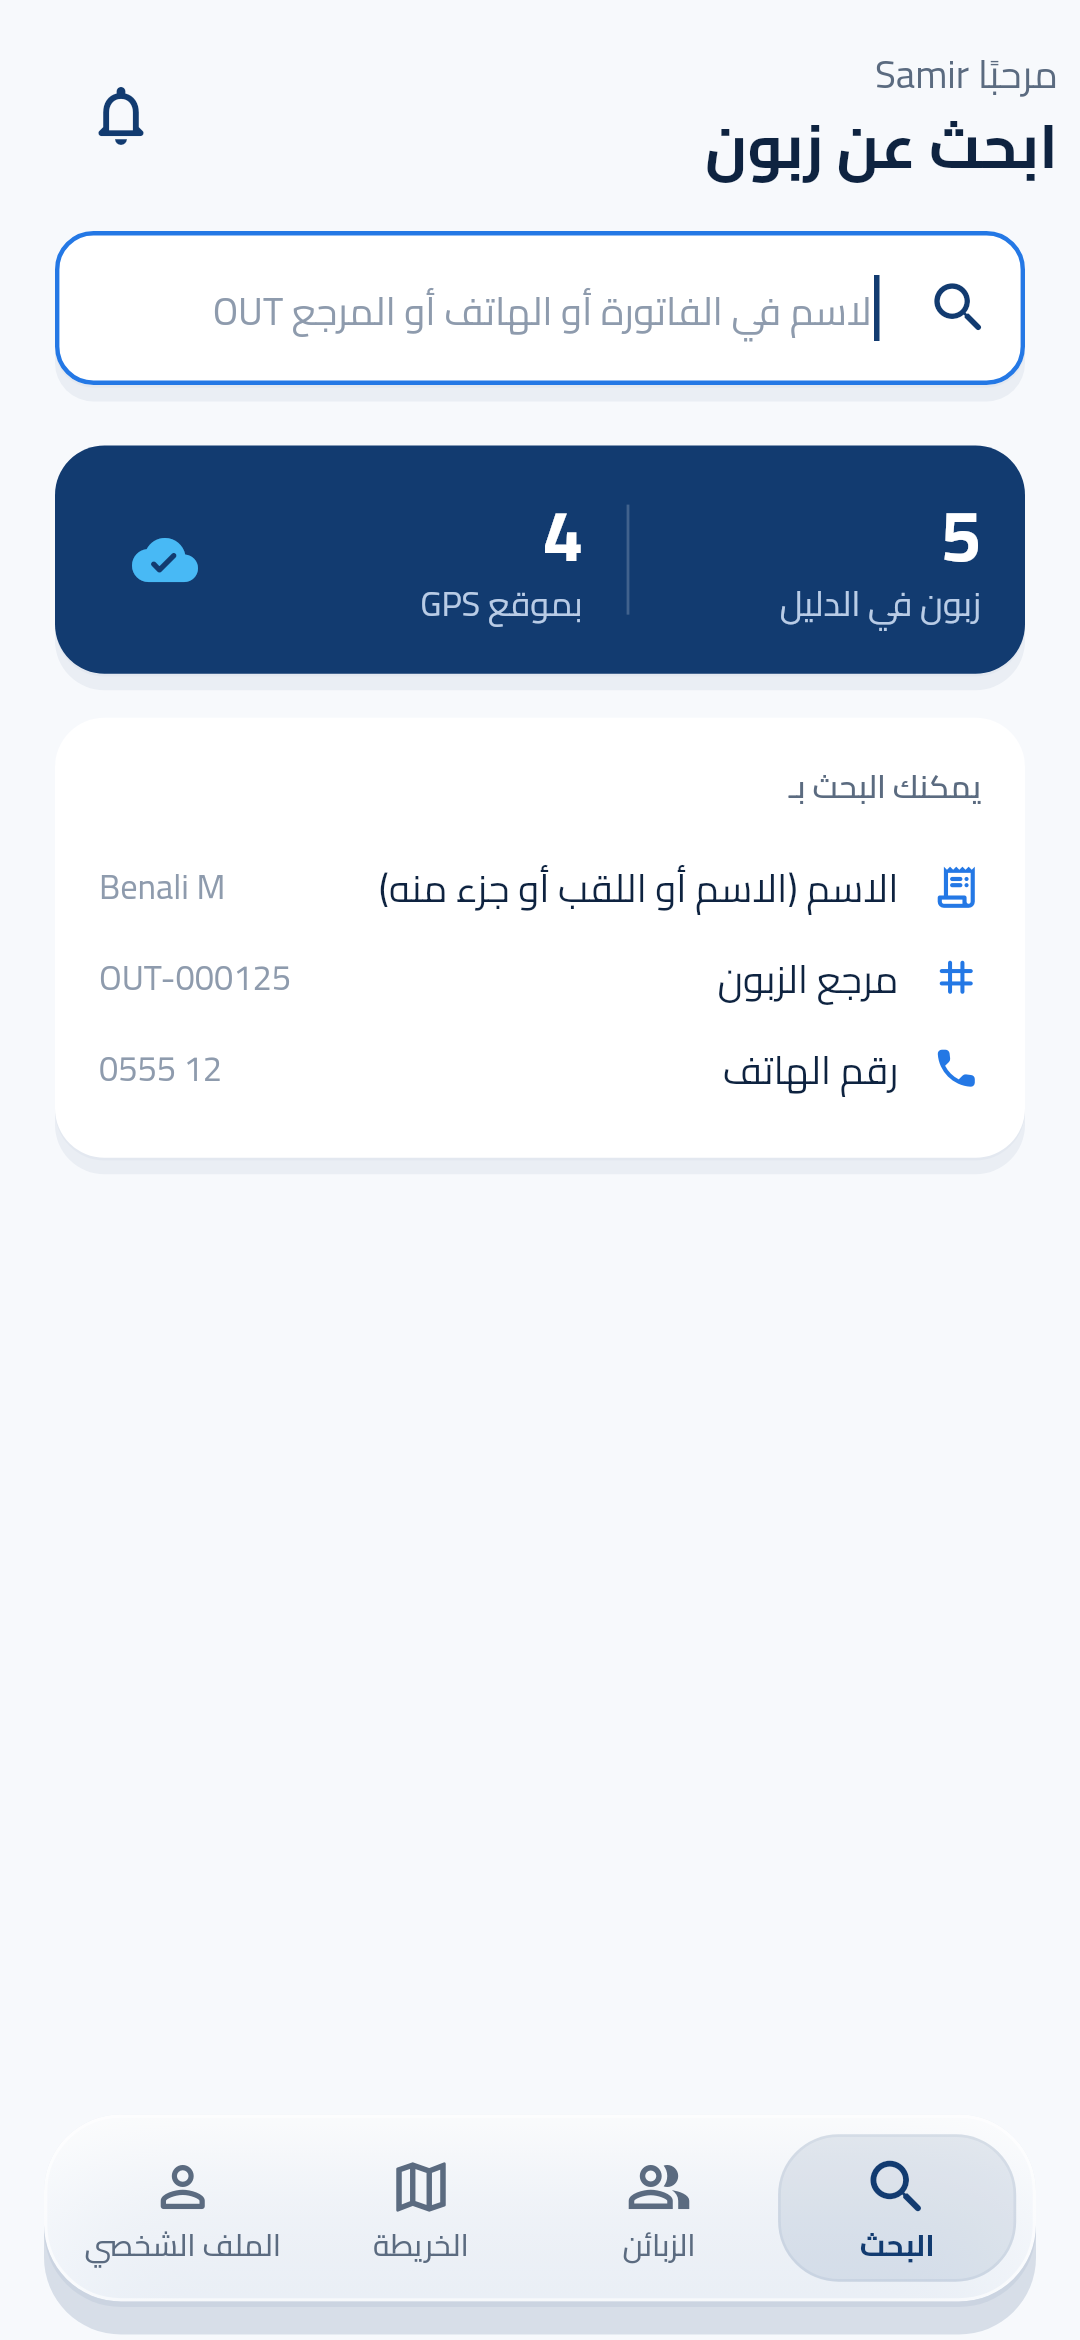 مرحبًا Samir
ابحث عن زبون
لاسم في الفاتورة أو الهاتف أو المرجع OUT
5
زبون في الدليل
4
بموقع GPS
يمكنك البحث بـ
الاسم (الاسم أو اللقب أو جزء منه) Benali M
مرجع الزبون OUT-000125
رقم الهاتف 0555 12
البحث
الزبائن
الخريطة
الملف الشخصي